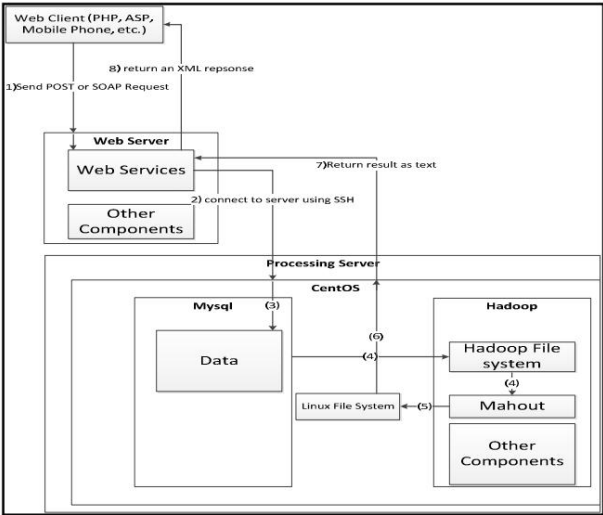 Web Client (PHP, ASP,
Mobile Phone, etc.)
8) return an XML repsonse
1)Send POST or SOAP Request
Web Server
Web Services
7)Return result as text
2) connect to server using SSH
Other
Components
Processing Server
CentOS
Mysql
(3)
Hadoop
(6)
Data
(4)
Hadoop File
system
(4)
Linux File System
(5)
Mahout
Other
Components